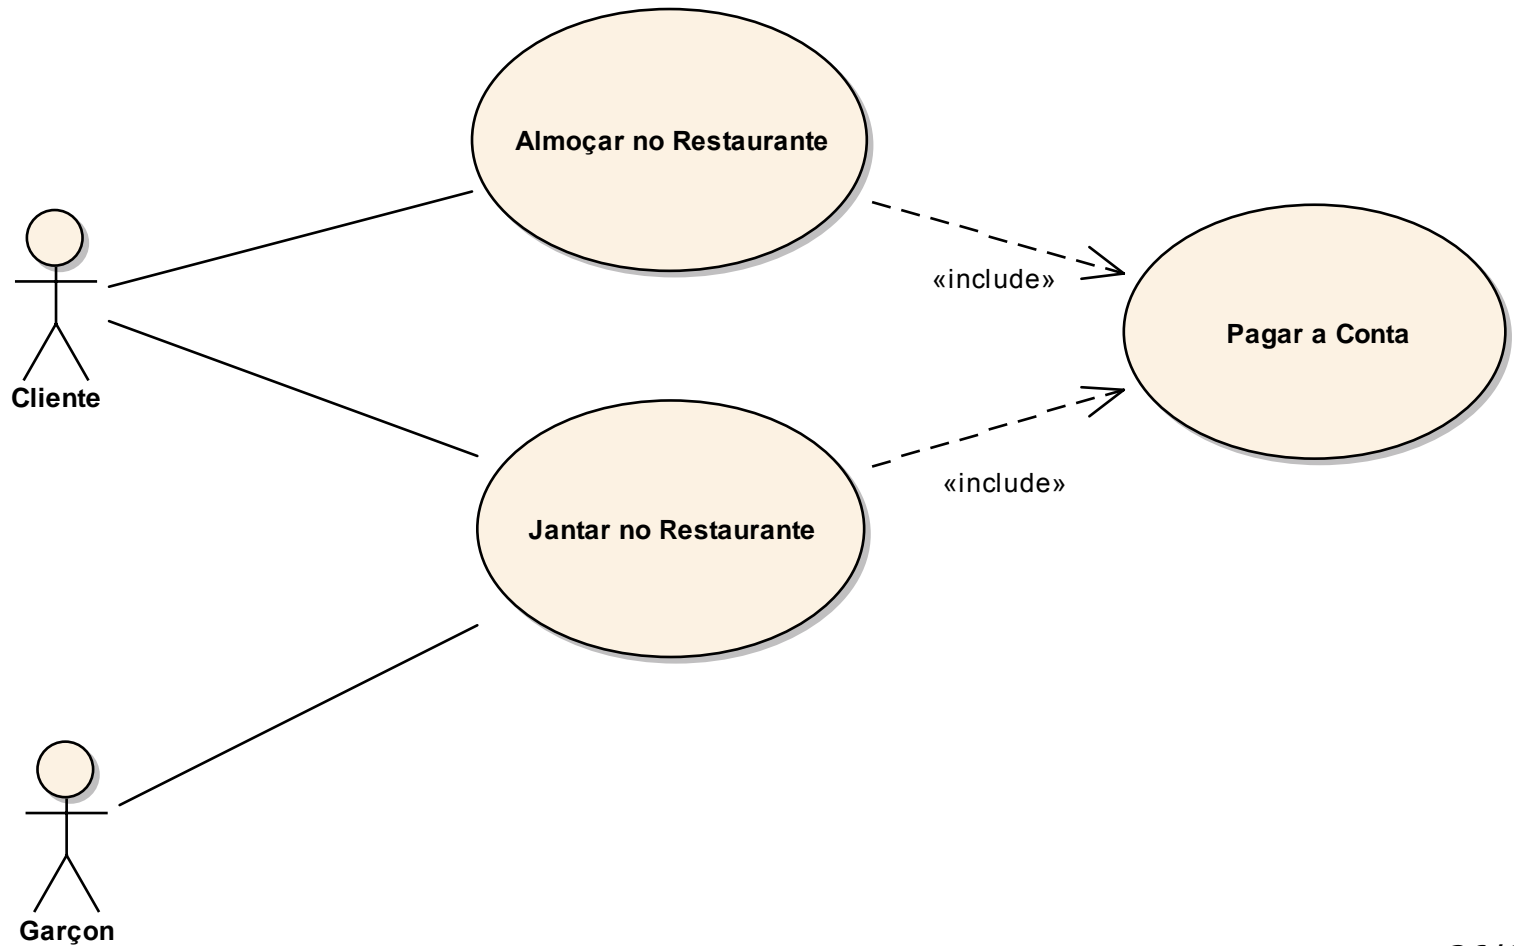 Almoçar no Restaurante
«include»
Pagar a Conta
Cliente
«include»
Jantar no Restaurante
Garçon